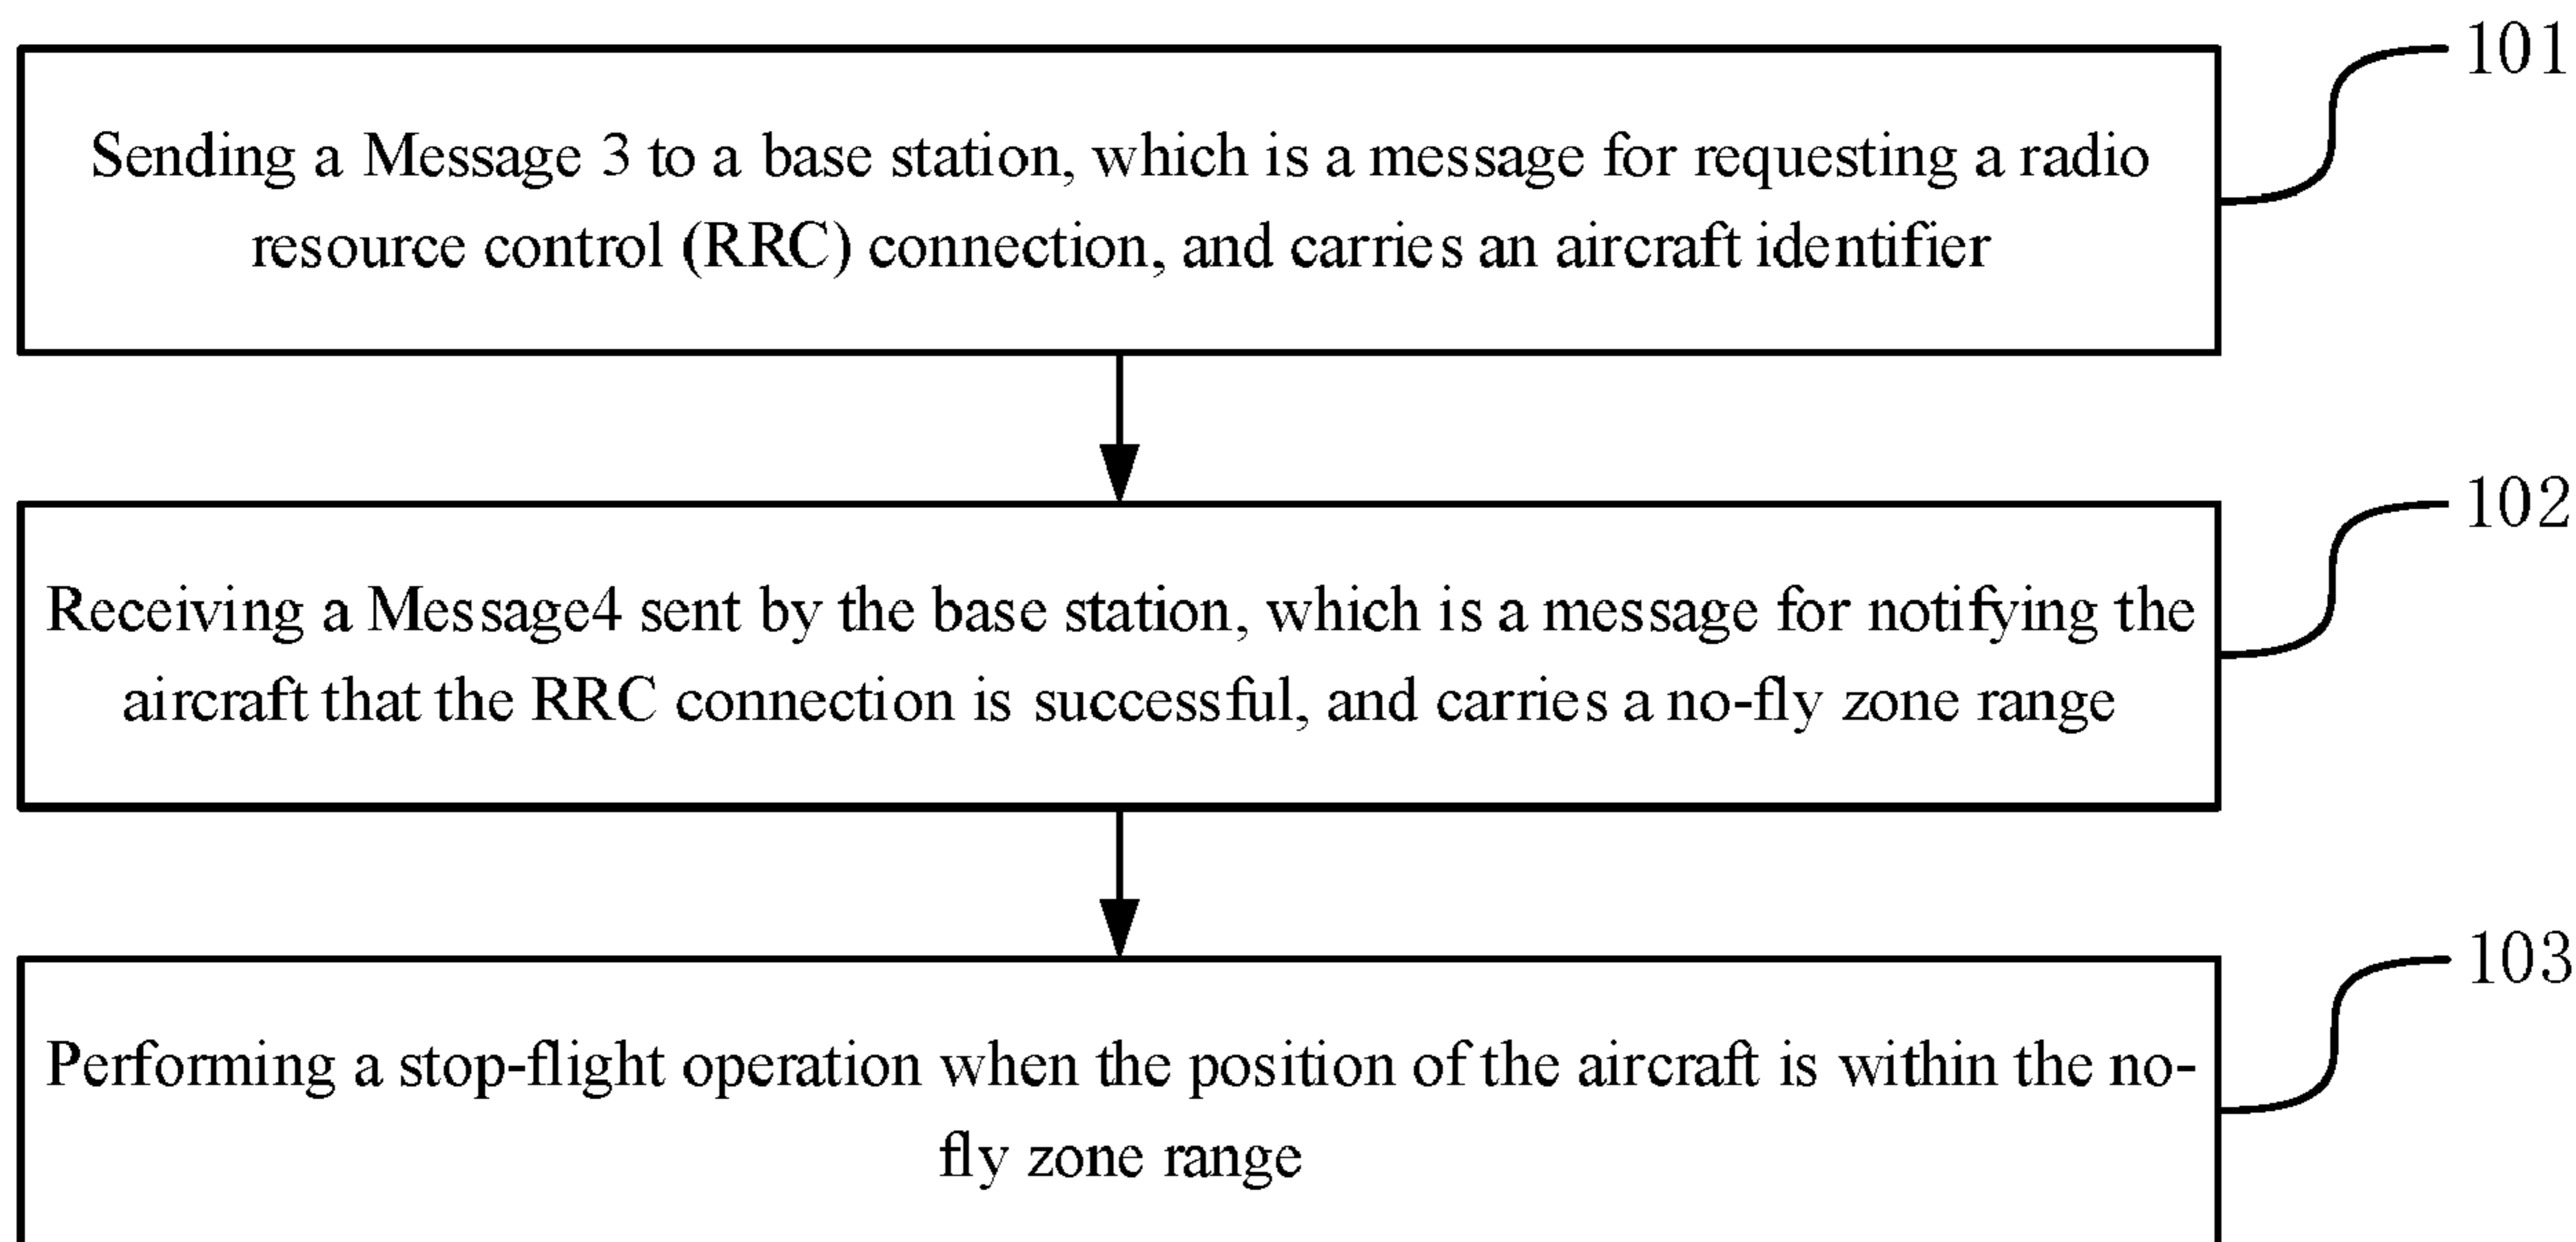 101
Sending a Message 3 to a base station, which is a message for requesting a radio
resource control (RRC) connection, and carries an aircraft identifier
102
Receiving a Message4 sent by the base station, which is a message for notifying the
aircraft that the RRC connection is successful, and carries a no-fly zone range
103
Performing a stop-flight operation when the position of the aircraft is within the no-
fly zone range